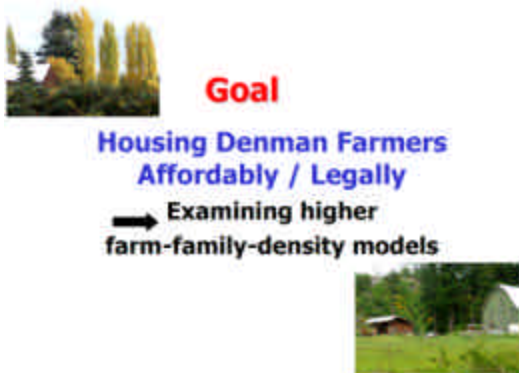 Goal
Housing Denman Farmers
Affordably / Legally
Examining higher
farm-family-density models